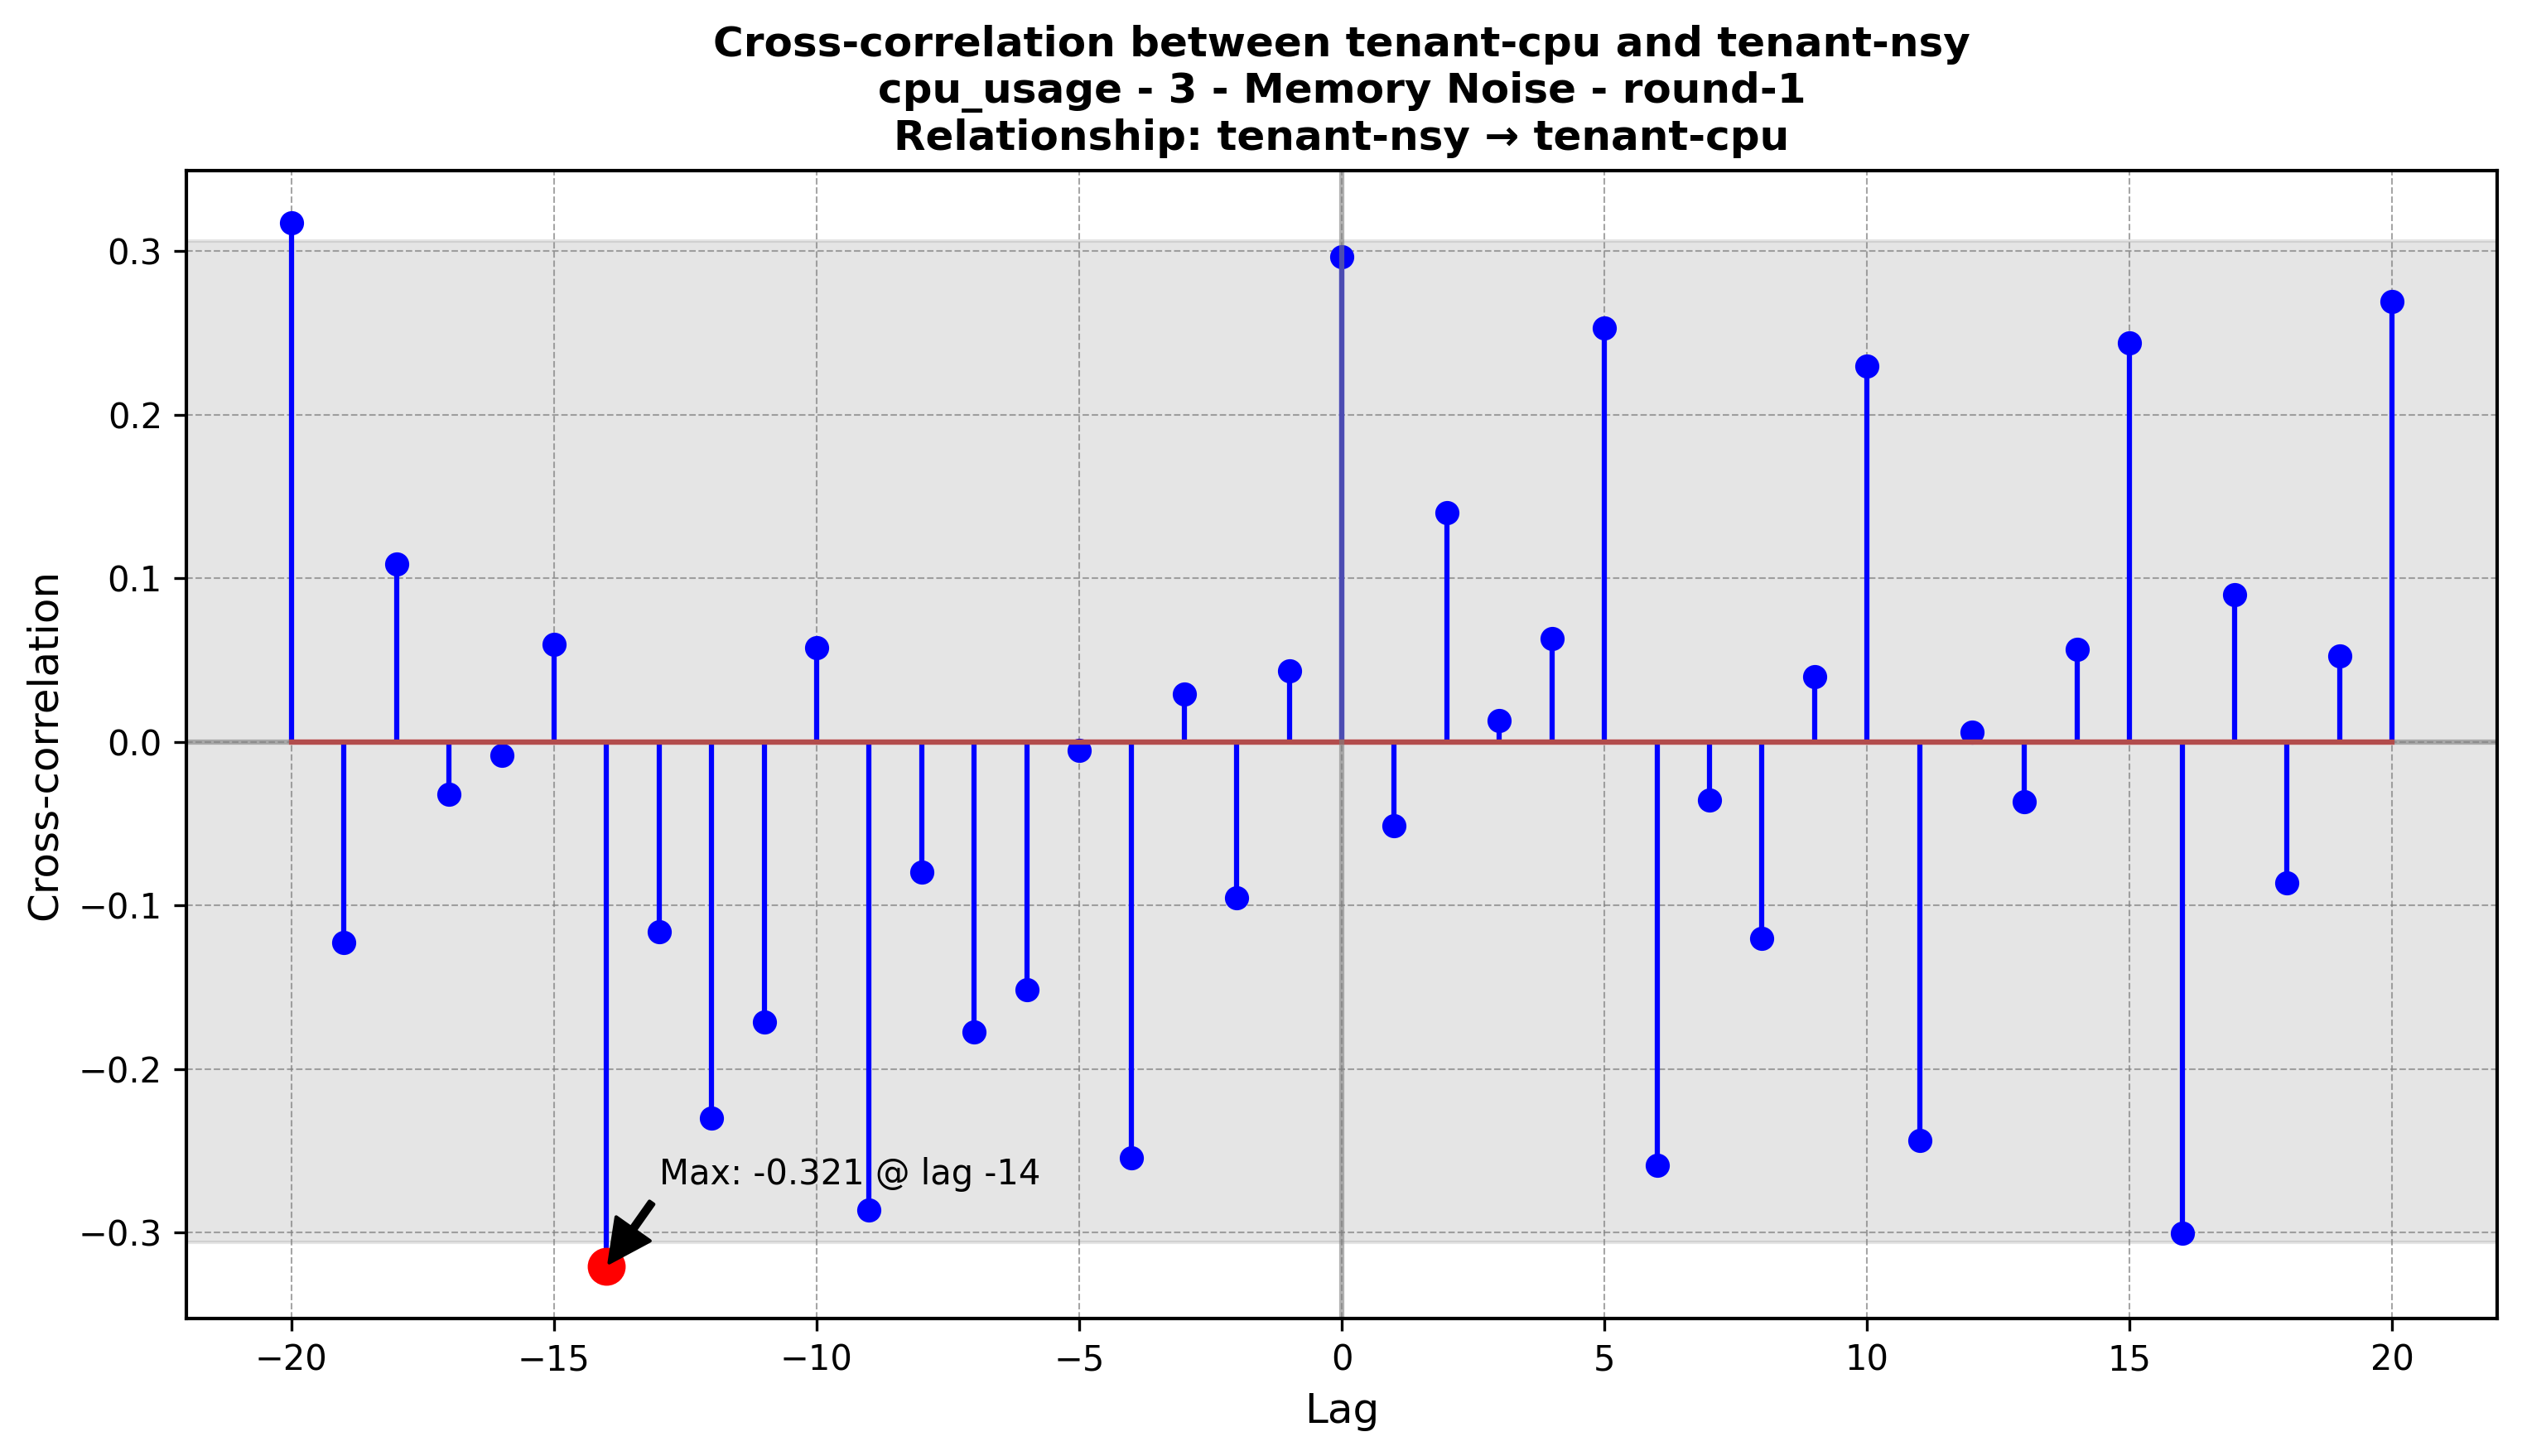 Cross-correlation between tenant-cpu and tenant-nsy
cpu_usage - 3 - Memory Noise - round-1
Relationship: tenant-nsy → tenant-cpu
Cross-correlation
0.3
0.2
0.1
0.0
−0.1
−0.2
−0.3
Max: -0.321 @ lag -14
−20
−15
−10
−5
0
5
10
15
20
Lag